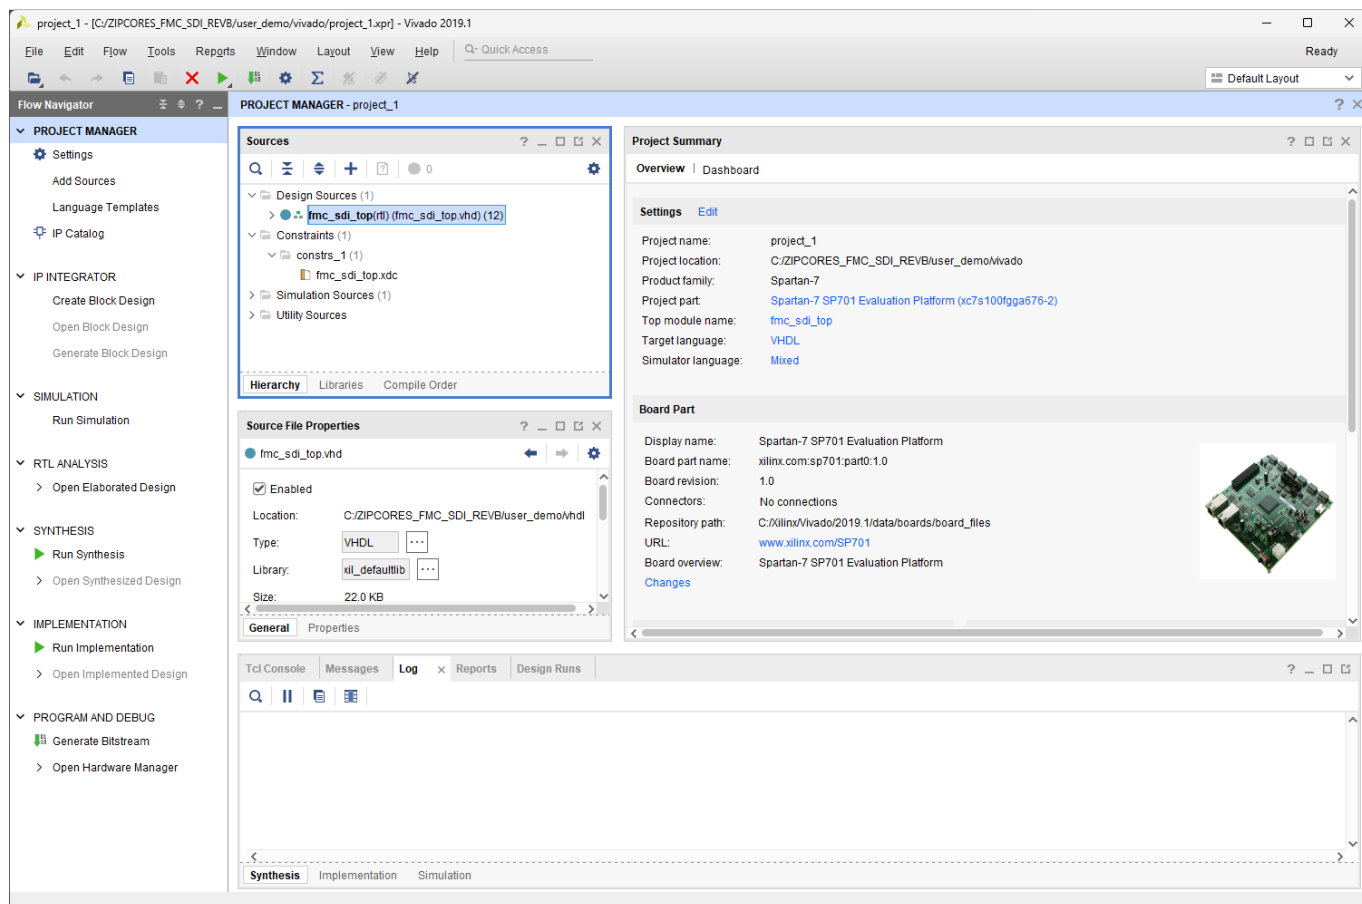 project_1 - [C:/ZIPCORES_FMC_SDI_REVB/user_demo/vivado/project_1.xpr] - Vivado 2019.1
File Edit Flow Tools Reports Window Layout View Help Q- Quick Access Ready
Default Layout
Flow Navigator
PROJECT MANAGER - project_1
PROJECT MANAGER
Settings
Add Sources
Language Templates
IP Catalog
IP INTEGRATOR
Create Block Design
Open Block Design
Generate Block Design
SIMULATION
Run Simulation
RTL ANALYSIS
Open Elaborated Design
SYNTHESIS
Run Synthesis
Open Synthesized Design
IMPLEMENTATION
Run Implementation
Open Implemented Design
PROGRAM AND DEBUG
Generate Bitstream
Open Hardware Manager
Sources
0
Design Sources (1)
fmc_sdi_top(rtl) (fmc_sdi_top.vhd) (12)
Constraints (1)
constrs_1 (1)
fmc_sdi_top.xdc
Simulation Sources (1)
Utility Sources
Hierarchy Libraries Compile Order
Source File Properties
fmc_sdi_top.vhd
Enabled
Location: C:/ZIPCORES_FMC_SDI_REVB/user_demo/vhdl
Type: VHDL
Library: xil_defaultlib
Size: 22.0 KB
General Properties
Project Summary
Overview | Dashboard
Settings Edit
Project name: project_1
Project location: C:/ZIPCORES_FMC_SDI_REVB/user_demo/vivado
Product family: Spartan-7
Project part: Spartan-7 SP701 Evaluation Platform (xc7s100fgga676-2)
Top module name: fmc_sdi_top
Target language: VHDL
Simulator language: Mixed
Board Part
Display name: Spartan-7 SP701 Evaluation Platform
Board part name: xilinx.com:sp701:part0:1.0
Board revision: 1.0
Connectors: No connections
Repository path: C:/Xilinx/Vivado/2019.1/data/boards/board_files
URL: www.xilinx.com/SP701
Board overview: Spartan-7 SP701 Evaluation Platform
Changes
Tcl Console Messages Log Reports Design Runs
Synthesis Implementation Simulation